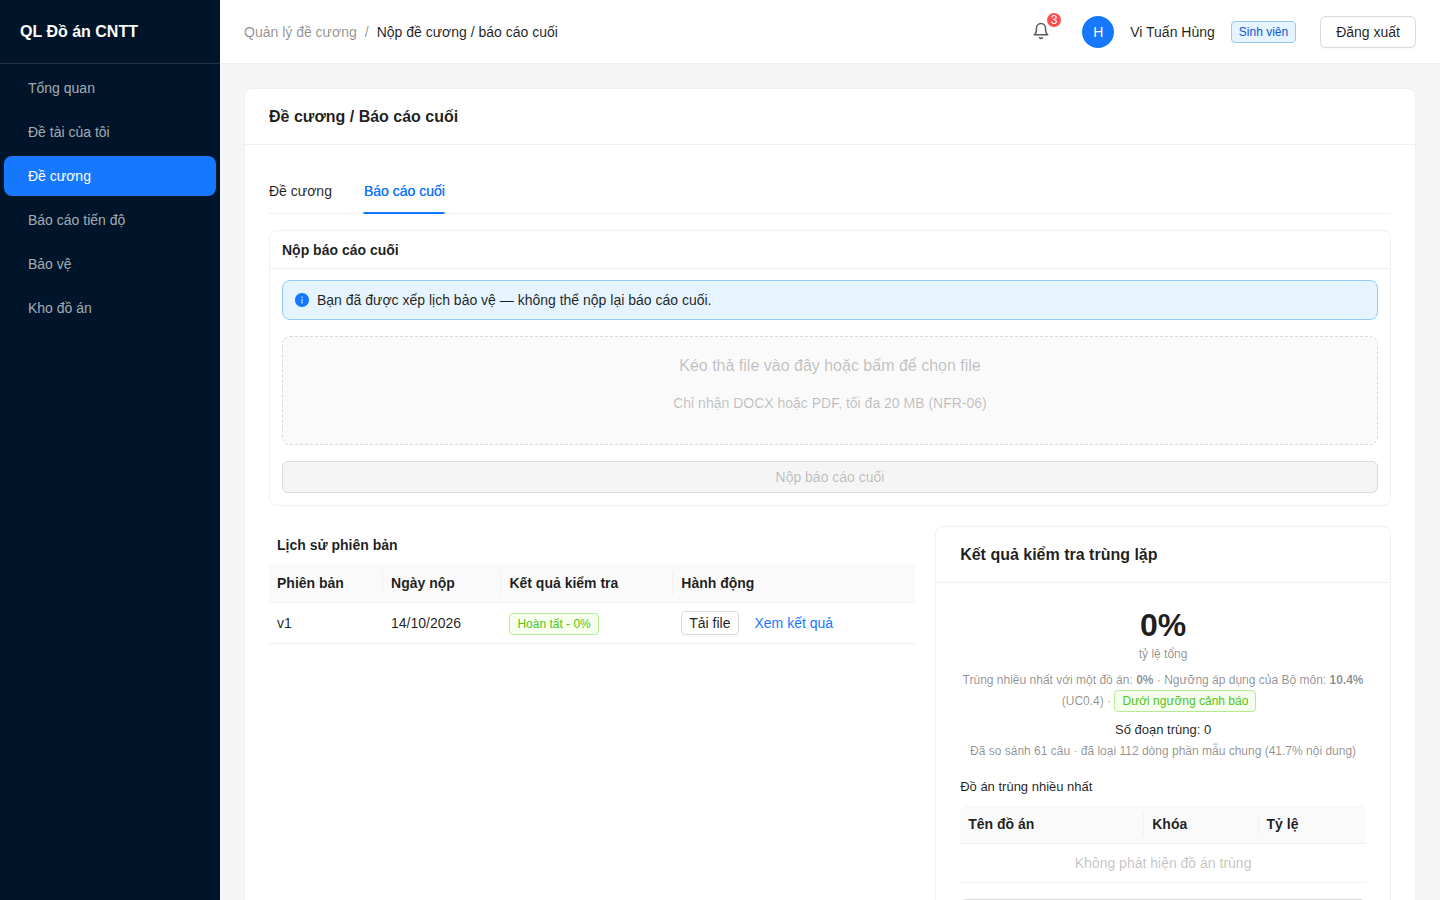 QL Đồ án CNTT
Quản lý đề cương / Nộp đề cương / báo cáo cuối
3
H
Vi Tuấn Hùng
Sinh viên
Đăng xuất
Tổng quan
Đề tài của tôi
Đề cương
Báo cáo tiến độ
Bảo vệ
Kho đồ án
Đề cương / Báo cáo cuối
Đề cương
Báo cáo cuối
Nộp báo cáo cuối
Bạn đã được xếp lịch bảo vệ — không thể nộp lại báo cáo cuối.
Kéo thả file vào đây hoặc bấm để chọn file
Chỉ nhận DOCX hoặc PDF, tối đa 20 MB (NFR-06)
Nộp báo cáo cuối
Lịch sử phiên bản
Phiên bản Ngày nộp Kết quả kiểm tra Hành động
v1 14/10/2026 Hoàn tất - 0% Tải file Xem kết quả
Kết quả kiểm tra trùng lặp
0%
tỷ lệ tổng
Trùng nhiều nhất với một đồ án: 0% · Ngưỡng áp dụng của Bộ môn: 10.4%
(UC0.4) · Dưới ngưỡng cảnh báo
Số đoạn trùng: 0
Đã so sánh 61 câu · đã loại 112 dòng phần mẫu chung (41.7% nội dung)
Đồ án trùng nhiều nhất
Tên đồ án Khóa Tỷ lệ
Không phát hiện đồ án trùng